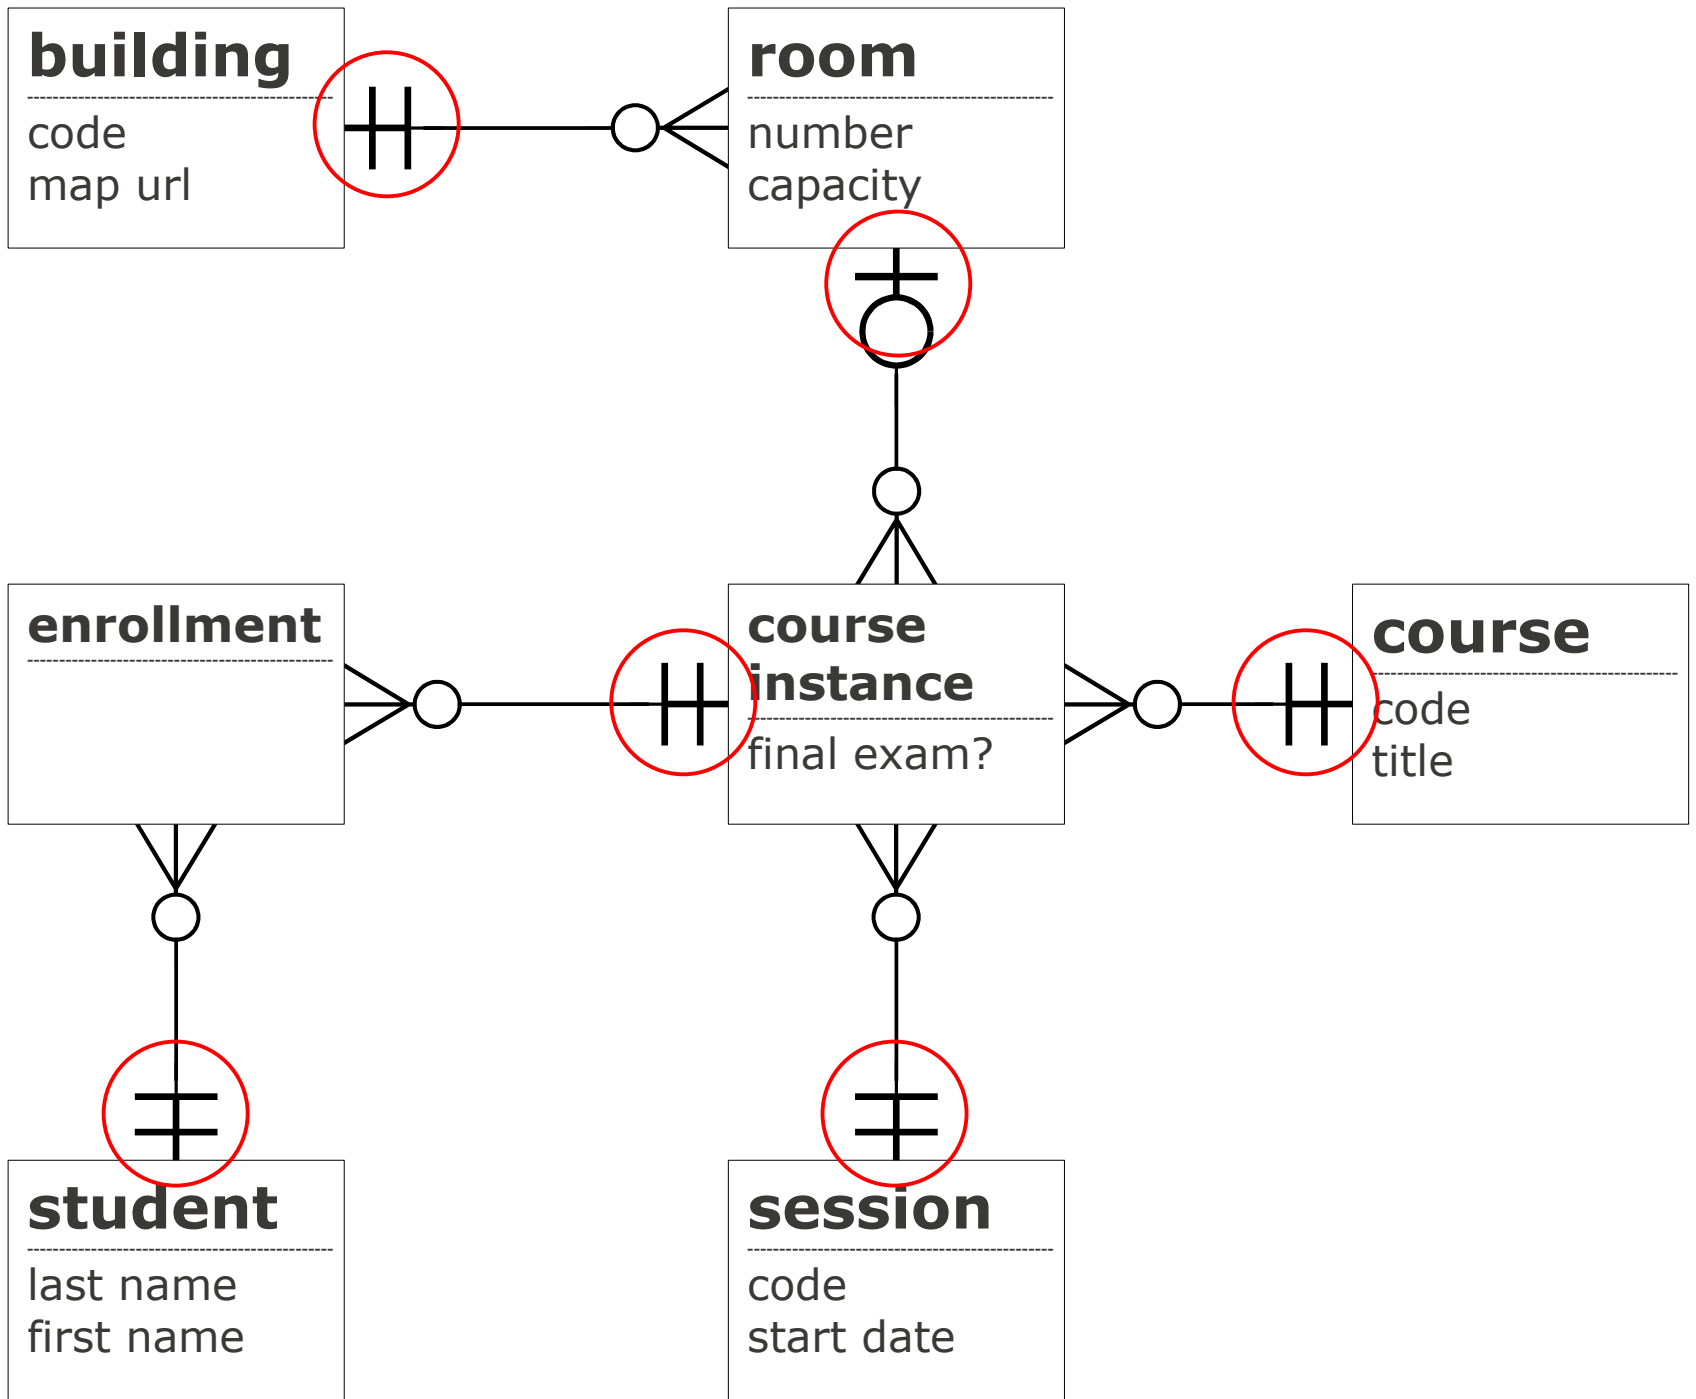 building
code
map url
room
number
capacity
enrollment
course
instance
final exam?
course
code
title
student
last name
first name
session
code
start date